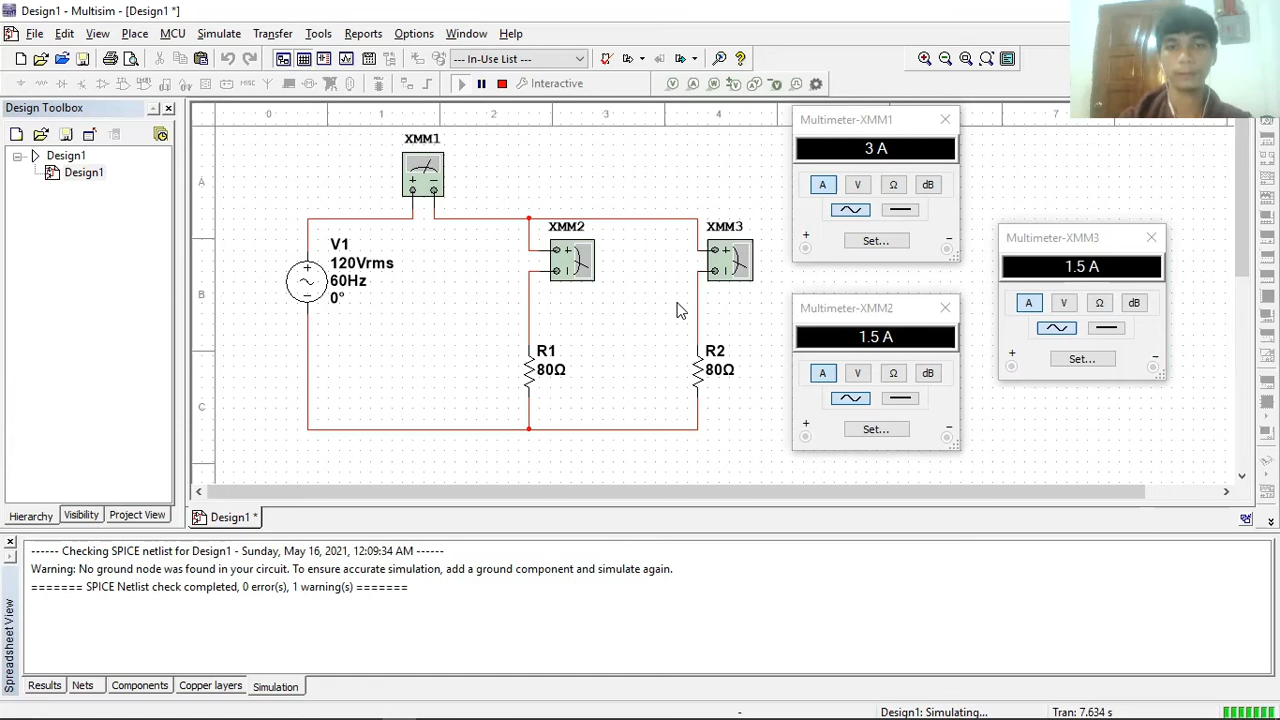 Design1 - Multisim - [Design1 *]
File Edit View Place MCU Simulate Transfer Tools Reports Options Window Help
--- In-Use List ---
Interactive
Design Toolbox
Design1
Design1
Hierarchy Visibility Project View
0 2 3 4 7
A
B
C
XMM1
XMM2
XMM3
V1
120Vrms
60Hz
0°
R1
80Ω
R2
80Ω
Multimeter-XMM1
3 A
A V Ω dB
+ Set... −
Multimeter-XMM2
1.5 A
A V Ω dB
+ Set... −
Multimeter-XMM3
1.5 A
A V Ω dB
+ Set... −
Design1 *
------ Checking SPICE netlist for Design1 - Sunday, May 16, 2021, 12:09:34 AM ------
Warning: No ground node was found in your circuit. To ensure accurate simulation, add a ground component and simulate again.
======= SPICE Netlist check completed, 0 error(s), 1 warning(s) =======
Spreadsheet View
Results Nets Components Copper layers Simulation
- Design1: Simulating... Tran: 7.634 s